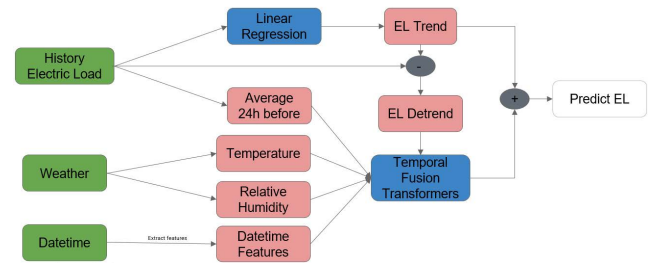 Linear
Regression
EL Trend
History
Electric Load
-
Average
24h before
EL Detrend
+
Predict EL
Weather
Temperature
Relative
Humidity
Temporal
Fusion
Transformers
Datetime
Extract features
Datetime
Features